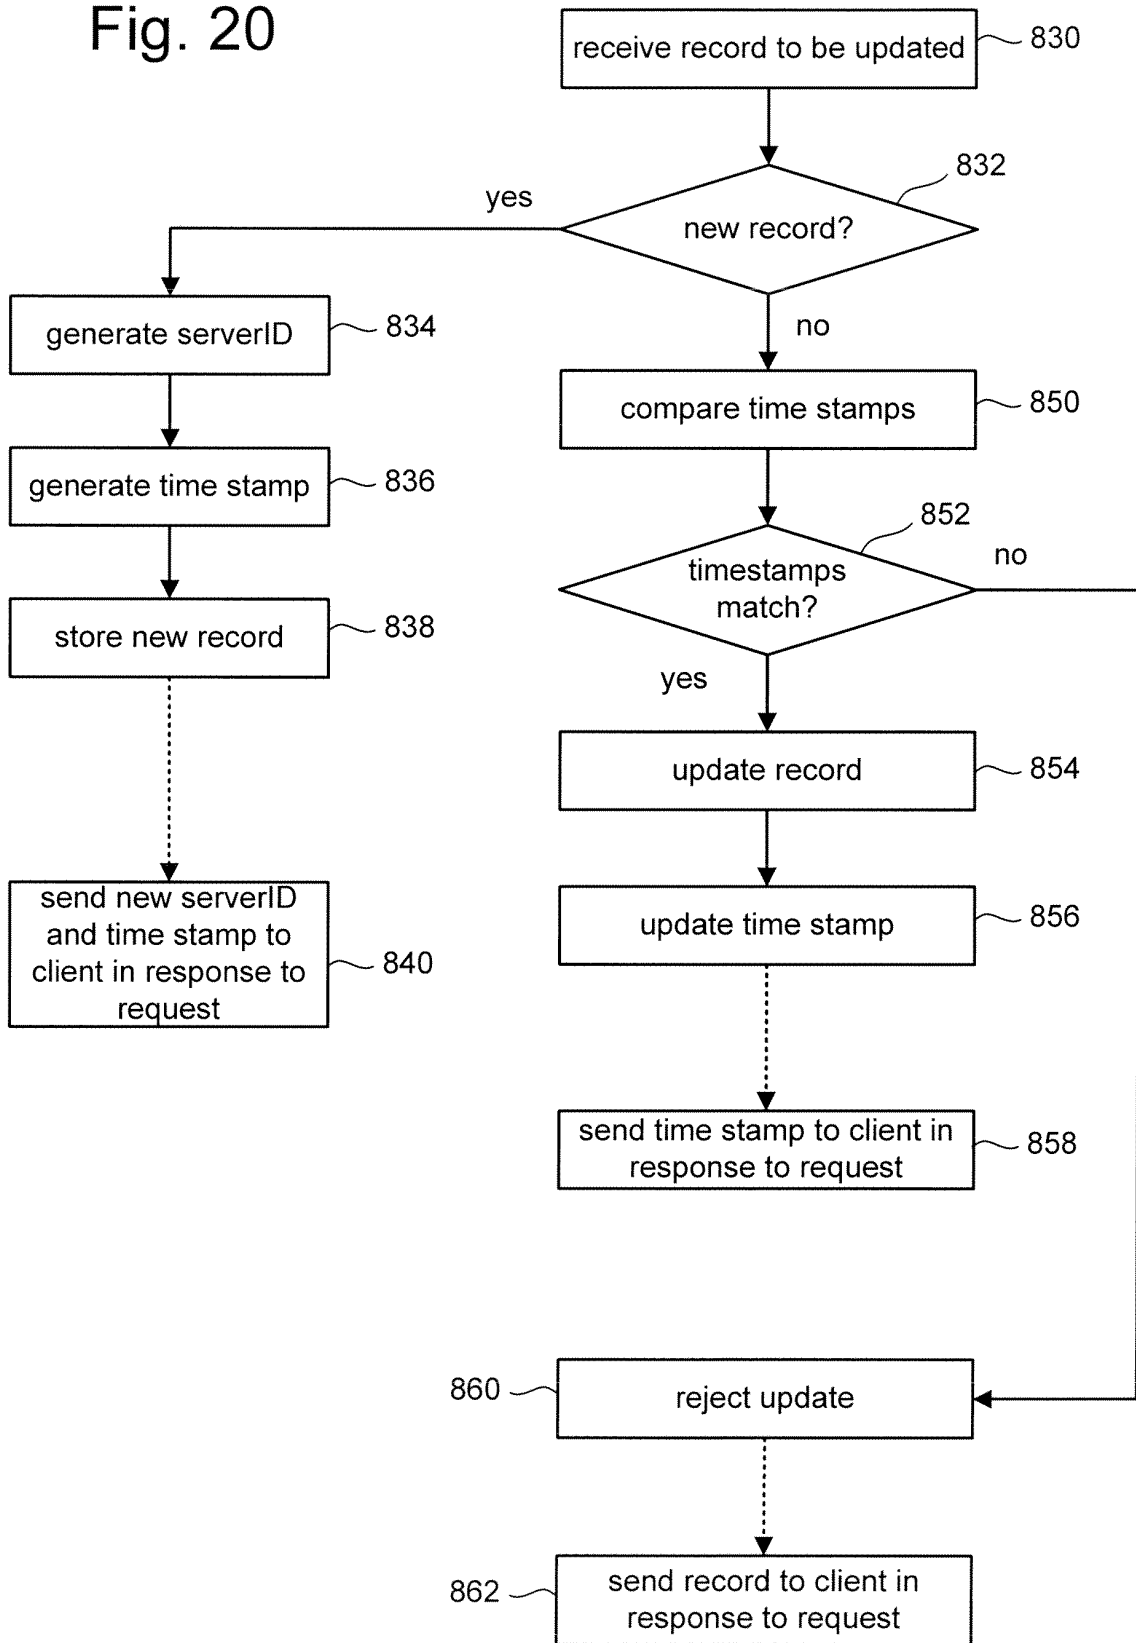 Fig. 20
receive record to be updated
830
832
new record?
yes
no
generate serverID
834
generate time stamp
836
store new record
838
send new serverID
and time stamp to
client in response to
request
840
compare time stamps
850
852
timestamps
match?
no
yes
update record
854
update time stamp
856
send time stamp to client in
response to request
858
860
reject update
862
send record to client in
response to request